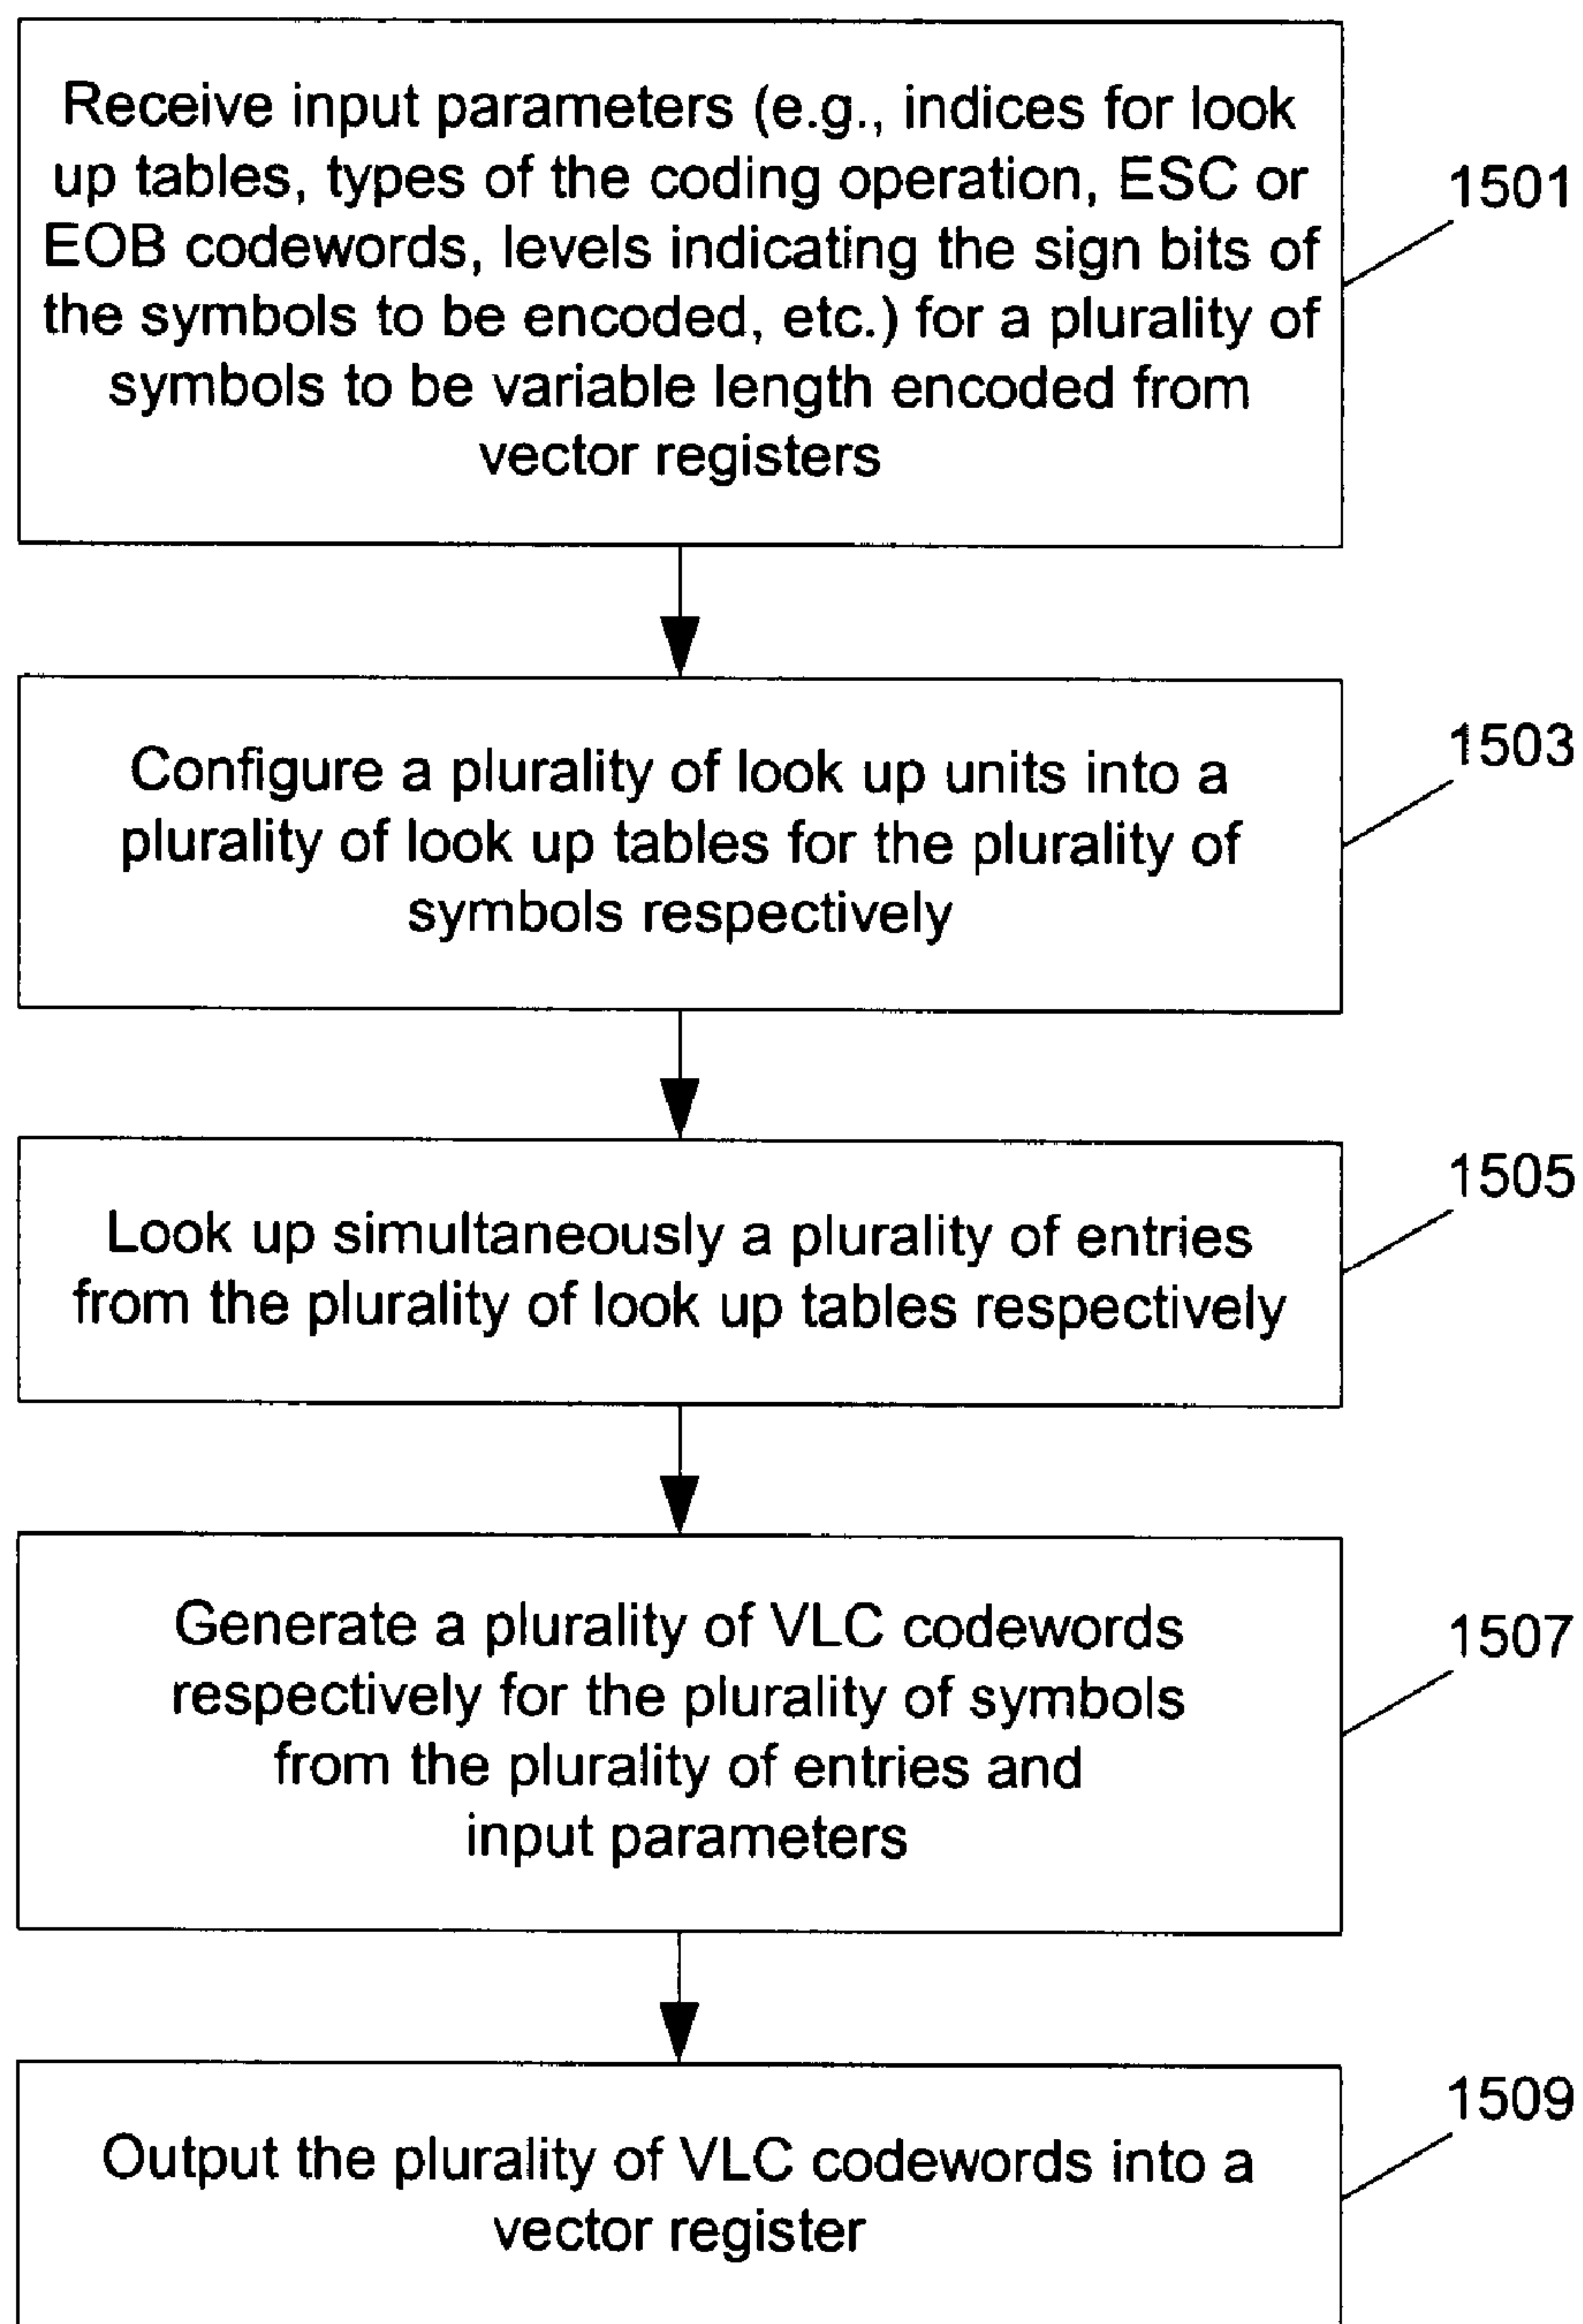 Receive input parameters (e.g., indices for look
up tables, types of the coding operation, ESC or
EOB codewords, levels indicating the sign bits of
the symbols to be encoded, etc.) for a plurality of
symbols to be variable length encoded from
vector registers
1501
Configure a plurality of look up units into a
plurality of look up tables for the plurality of
symbols respectively
1503
Look up simultaneously a plurality of entries
from the plurality of look up tables respectively
1505
Generate a plurality of VLC codewords
respectively for the plurality of symbols
from the plurality of entries and
input parameters
1507
Output the plurality of VLC codewords into a
vector register
1509